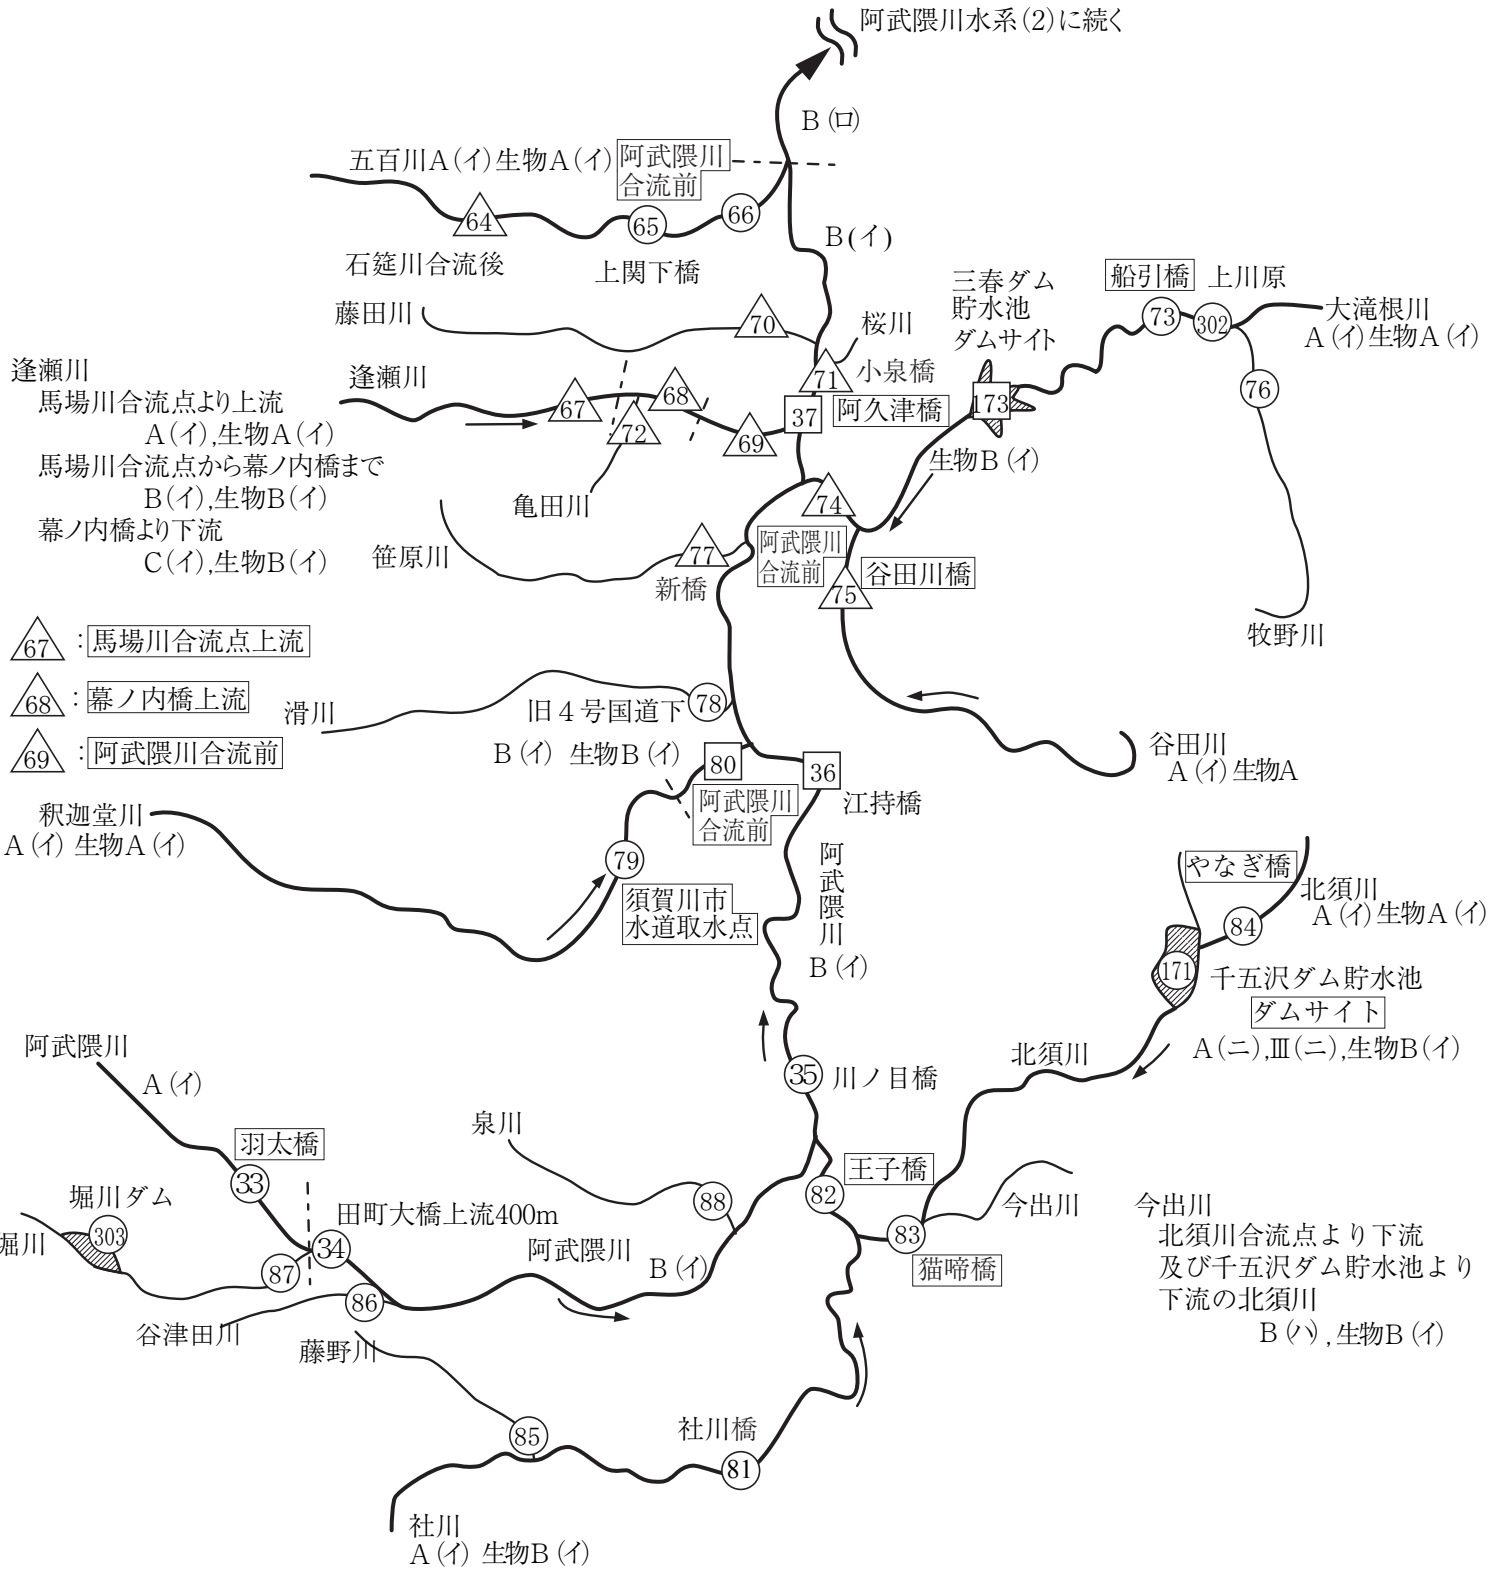 阿武隈川水系(2)に続く
B(ロ)
五百川A(イ)生物A(イ)
阿武隈川
合流前
64
65
66
石筵川合流後
上関下橋
B(イ)
藤田川
70
桜川
71
小泉橋
三春ダム
貯水池
ダムサイト
173
船引橋
上川原
73
302
大滝根川
A(イ)生物A(イ)
76
牧野川
逢瀬川
馬場川合流点より上流
A(イ),生物A(イ)
馬場川合流点から幕ノ内橋まで
B(イ),生物B(イ)
幕ノ内橋より下流
C(イ),生物B(イ)
逢瀬川
67
68
72
69
37
阿久津橋
亀田川
生物B(イ)
74
阿武隈川
合流前
75
谷田川橋
笹原川
77
新橋
67:馬場川合流点上流
68:幕ノ内橋上流
69:阿武隈川合流前
滑川
旧4号国道下
78
B(イ) 生物B(イ)
80
36
阿武隈川
合流前
江持橋
谷田川
A(イ)生物A
釈迦堂川
A(イ) 生物A(イ)
79
須賀川市
水道取水点
阿武隈川
B(イ)
やなぎ橋
北須川
A(イ)生物A(イ)
84
171
千五沢ダム貯水池
ダムサイト
A(ニ),Ⅲ(ニ),生物B(イ)
北須川
35
川ノ目橋
阿武隈川
A(イ)
羽太橋
33
堀川ダム
303
堀川
87
34
田町大橋上流400m
86
谷津田川
藤野川
泉川
88
阿武隈川
B(イ)
王子橋
82
83
猫啼橋
今出川
今出川
北須川合流点より下流
及び千五沢ダム貯水池より
下流の北須川
B(ハ),生物B(イ)
85
社川橋
81
社川
A(イ) 生物B(イ)